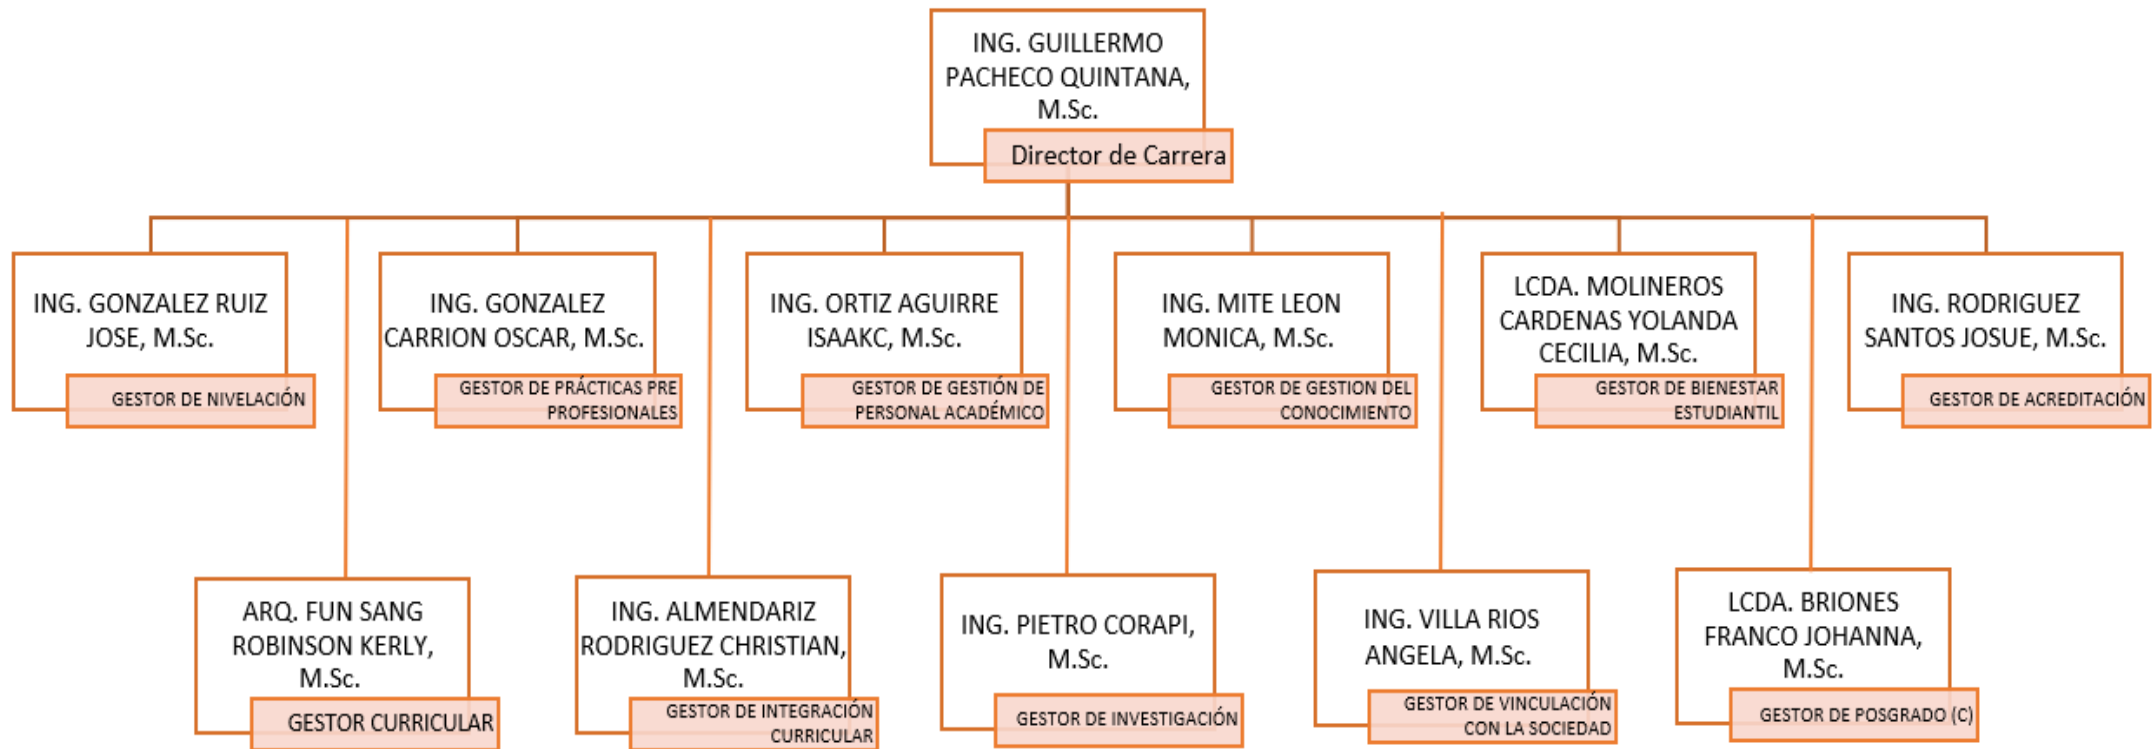 ING. GUILLERMO
PACHECO QUINTANA,
M.Sc.
Director de Carrera
ING. GONZALEZ RUIZ
JOSE, M.Sc.
GESTOR DE NIVELACIÓN
ING. GONZALEZ
CARRION OSCAR, M.Sc.
GESTOR DE PRÁCTICAS PRE
PROFESIONALES
ING. ORTIZ AGUIRRE
ISAAKC, M.Sc.
GESTOR DE GESTIÓN DE
PERSONAL ACADÉMICO
ING. MITE LEON
MONICA, M.Sc.
GESTOR DE GESTION DEL
CONOCIMIENTO
LCDA. MOLINEROS
CARDENAS YOLANDA
CECILIA, M.Sc.
GESTOR DE BIENESTAR
ESTUDIANTIL
ING. RODRIGUEZ
SANTOS JOSUE, M.Sc.
GESTOR DE ACREDITACIÓN
ARQ. FUN SANG
ROBINSON KERLY,
M.Sc.
GESTOR CURRICULAR
ING. ALMENDARIZ
RODRIGUEZ CHRISTIAN,
M.Sc.
GESTOR DE INTEGRACIÓN
CURRICULAR
ING. PIETRO CORAPI,
M.Sc.
GESTOR DE INVESTIGACIÓN
ING. VILLA RIOS
ANGELA, M.Sc.
GESTOR DE VINCULACIÓN
CON LA SOCIEDAD
LCDA. BRIONES
FRANCO JOHANNA,
M.Sc.
GESTOR DE POSGRADO (C)